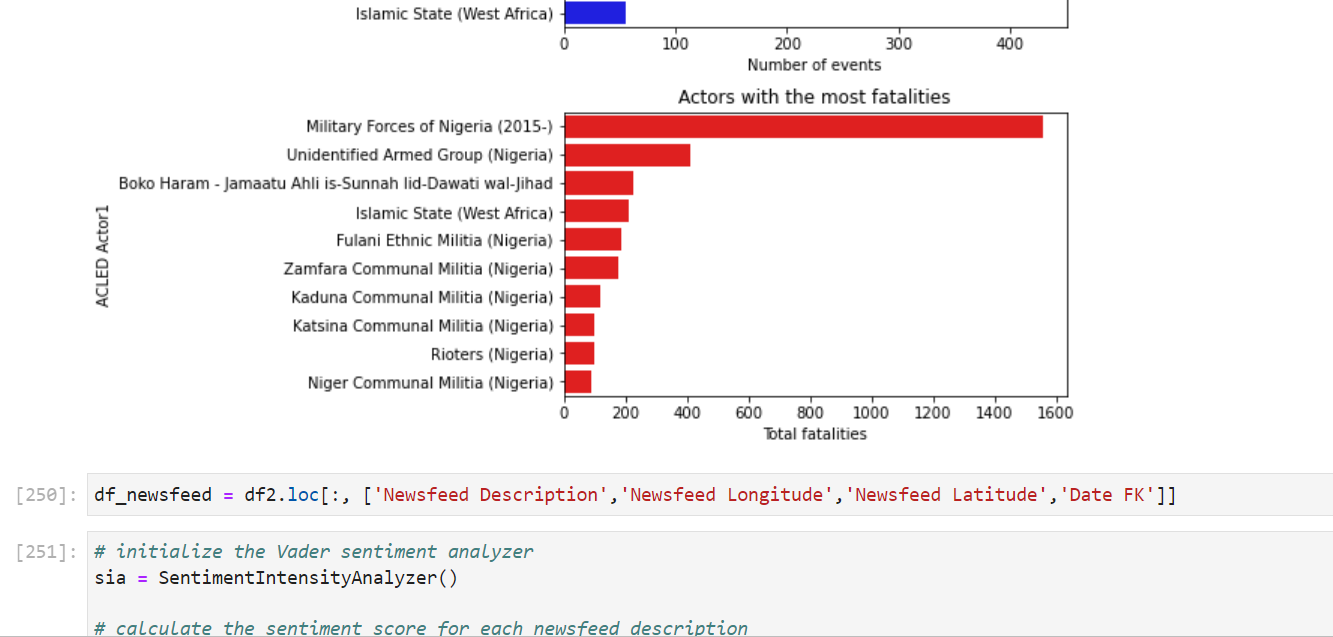 Islamic State (West Africa)
0 100 200 300 400
Number of events
Actors with the most fatalities
Military Forces of Nigeria (2015-)
Unidentified Armed Group (Nigeria)
Boko Haram - Jamaatu Ahli is-Sunnah lid-Dawati wal-Jihad
Islamic State (West Africa)
Fulani Ethnic Militia (Nigeria)
Zamfara Communal Militia (Nigeria)
Kaduna Communal Militia (Nigeria)
Katsina Communal Militia (Nigeria)
Rioters (Nigeria)
Niger Communal Militia (Nigeria)
ACLED Actor1
0 200 400 600 800 1000 1200 1400 1600
Total fatalities
[250]: df_newsfeed = df2.loc[:, ['Newsfeed Description','Newsfeed Longitude','Newsfeed Latitude','Date FK']]
[251]: # initialize the Vader sentiment analyzer
sia = SentimentIntensityAnalyzer()
# calculate the sentiment score for each newsfeed description